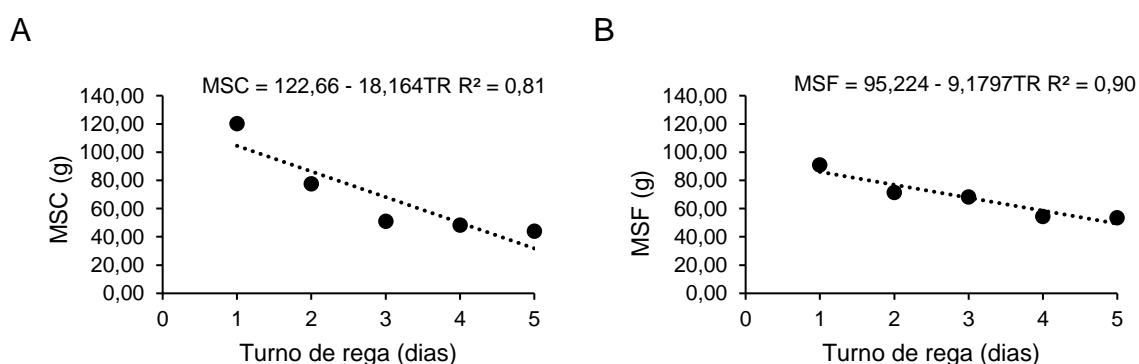 A
MSC = 122,66 - 18,164TR R² = 0,81
140,00
120,00
100,00
80,00
60,00
40,00
20,00
0,00
MSC (g)
0 1 2 3 4 5
Turno de rega (dias)
B
MSF = 95,224 - 9,1797TR R² = 0,90
140,00
120,00
100,00
80,00
60,00
40,00
20,00
0,00
MSF (g)
0 1 2 3 4 5
Turno de rega (dias)